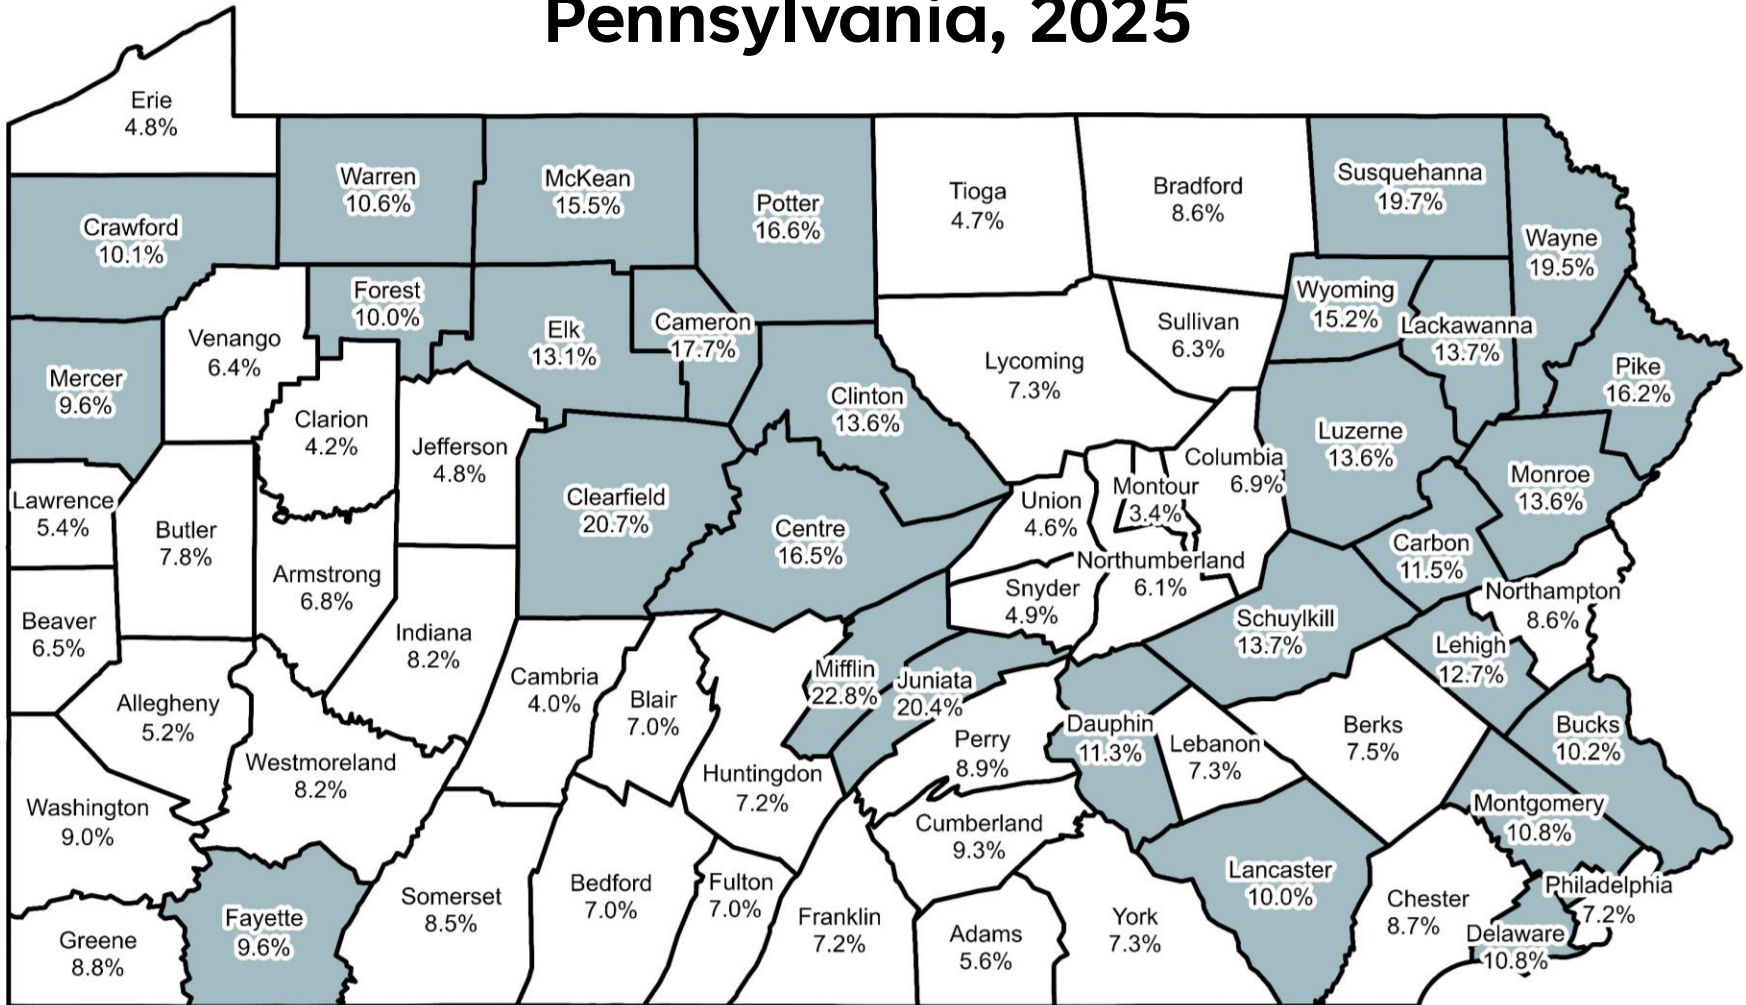 Pennsylvania, 2025
Erie
4.8%
Warren
10.6%
McKean
15.5%
Potter
16.6%
Tioga
4.7%
Bradford
8.6%
Susquehanna
19.7%
Wayne
19.5%
Crawford
10.1%
Forest
10.0%
Venango
6.4%
Elk
13.1%
Cameron
17.7%
Wyoming
15.2%
Lackawanna
13.7%
Sullivan
6.3%
Lycoming
7.3%
Pike
16.2%
Mercer
9.6%
Clarion
4.2%
Jefferson
4.8%
Clinton
13.6%
Luzerne
13.6%
Columbia
6.9%
Monroe
13.6%
Lawrence
5.4%
Butler
7.8%
Clearfield
20.7%
Centre
16.5%
Union
4.6%
Montour
3.4%
Carbon
11.5%
Armstrong
6.8%
Northumberland
6.1%
Snyder
4.9%
Northampton
8.6%
Beaver
6.5%
Indiana
8.2%
Schuylkill
13.7%
Lehigh
12.7%
Cambria
4.0%
Blair
7.0%
Mifflin
22.8%
Juniata
20.4%
Allegheny
5.2%
Dauphin
11.3%
Lebanon
7.3%
Berks
7.5%
Bucks
10.2%
Perry
8.9%
Westmoreland
8.2%
Huntingdon
7.2%
Washington
9.0%
Cumberland
9.3%
Montgomery
10.8%
Lancaster
10.0%
Somerset
8.5%
Bedford
7.0%
Fulton
7.0%
Franklin
7.2%
Adams
5.6%
York
7.3%
Chester
8.7%
Philadelphia
7.2%
Delaware
10.8%
Fayette
9.6%
Greene
8.8%